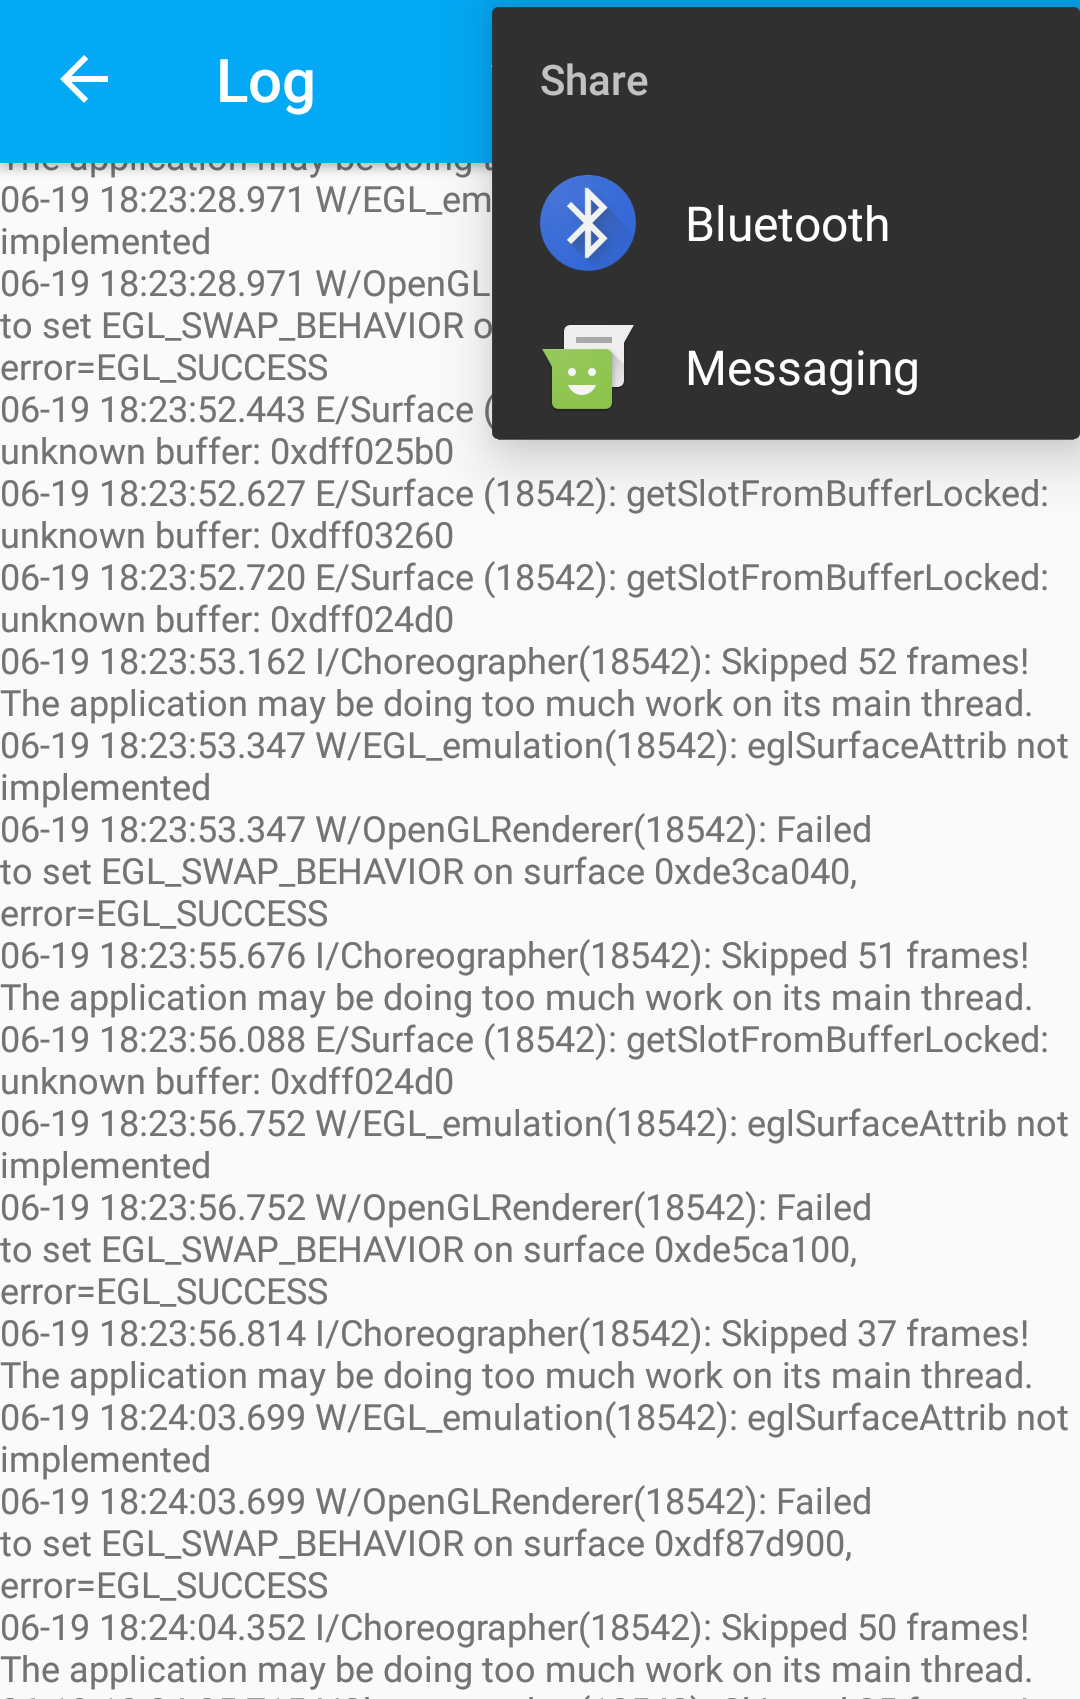 Log
Share
Bluetooth
Messaging
The application may be doing
06-19 18:23:28.971 W/EGL_em
implemented
06-19 18:23:28.971 W/OpenGL
to set EGL_SWAP_BEHAVIOR o
error=EGL_SUCCESS
06-19 18:23:52.443 E/Surface (
unknown buffer: 0xdff025b0
06-19 18:23:52.627 E/Surface (18542): getSlotFromBufferLocked:
unknown buffer: 0xdff03260
06-19 18:23:52.720 E/Surface (18542): getSlotFromBufferLocked:
unknown buffer: 0xdff024d0
06-19 18:23:53.162 I/Choreographer(18542): Skipped 52 frames!
The application may be doing too much work on its main thread.
06-19 18:23:53.347 W/EGL_emulation(18542): eglSurfaceAttrib not
implemented
06-19 18:23:53.347 W/OpenGLRenderer(18542): Failed
to set EGL_SWAP_BEHAVIOR on surface 0xde3ca040,
error=EGL_SUCCESS
06-19 18:23:55.676 I/Choreographer(18542): Skipped 51 frames!
The application may be doing too much work on its main thread.
06-19 18:23:56.088 E/Surface (18542): getSlotFromBufferLocked:
unknown buffer: 0xdff024d0
06-19 18:23:56.752 W/EGL_emulation(18542): eglSurfaceAttrib not
implemented
06-19 18:23:56.752 W/OpenGLRenderer(18542): Failed
to set EGL_SWAP_BEHAVIOR on surface 0xde5ca100,
error=EGL_SUCCESS
06-19 18:23:56.814 I/Choreographer(18542): Skipped 37 frames!
The application may be doing too much work on its main thread.
06-19 18:24:03.699 W/EGL_emulation(18542): eglSurfaceAttrib not
implemented
06-19 18:24:03.699 W/OpenGLRenderer(18542): Failed
to set EGL_SWAP_BEHAVIOR on surface 0xdf87d900,
error=EGL_SUCCESS
06-19 18:24:04.352 I/Choreographer(18542): Skipped 50 frames!
The application may be doing too much work on its main thread.